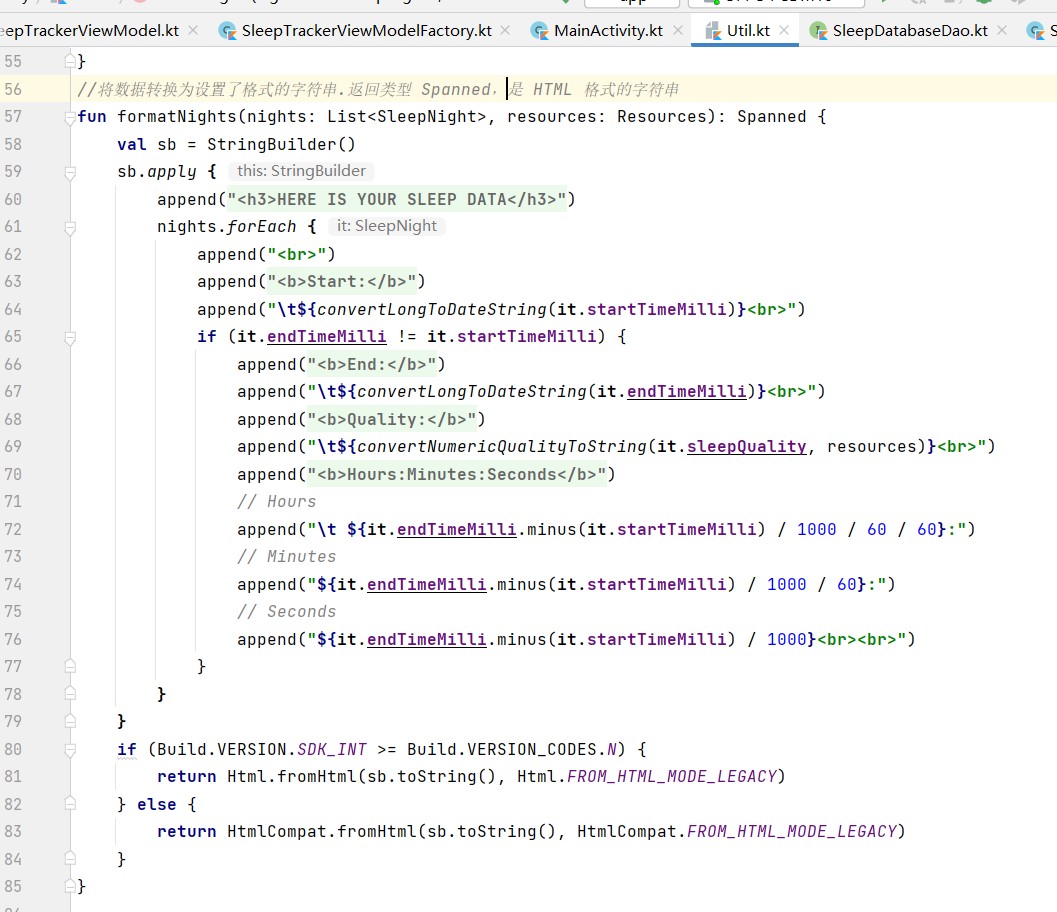 epTrackerViewModel.kt SleepTrackerViewModelFactory.kt MainActivity.kt Util.kt SleepDatabaseDao.kt S
55 }
56 //将数据转换为设置了格式的字符串.返回类型 Spanned, 是 HTML 格式的字符串
57 fun formatNights(nights: List<SleepNight>, resources: Resources): Spanned {
58 val sb = StringBuilder()
59 sb.apply { this: StringBuilder
60 append("<h3>HERE IS YOUR SLEEP DATA</h3>")
61 nights.forEach { it: SleepNight
62 append("<br>")
63 append("<b>Start:</b>")
64 append("\t${convertLongToDateString(it.startTimeMilli)}<br>")
65 if (it.endTimeMilli != it.startTimeMilli) {
66 append("<b>End:</b>")
67 append("\t${convertLongToDateString(it.endTimeMilli)}<br>")
68 append("<b>Quality:</b>")
69 append("\t${convertNumericQualityToString(it.sleepQuality, resources)}<br>")
70 append("<b>Hours:Minutes:Seconds</b>")
71 // Hours
72 append("\t ${it.endTimeMilli.minus(it.startTimeMilli) / 1000 / 60 / 60}:")
73 // Minutes
74 append("${it.endTimeMilli.minus(it.startTimeMilli) / 1000 / 60}:")
75 // Seconds
76 append("${it.endTimeMilli.minus(it.startTimeMilli) / 1000}<br><br>")
77 }
78 }
79 }
80 if (Build.VERSION.SDK_INT >= Build.VERSION_CODES.N) {
81 return Html.fromHtml(sb.toString(), Html.FROM_HTML_MODE_LEGACY)
82 } else {
83 return HtmlCompat.fromHtml(sb.toString(), HtmlCompat.FROM_HTML_MODE_LEGACY)
84 }
85 }